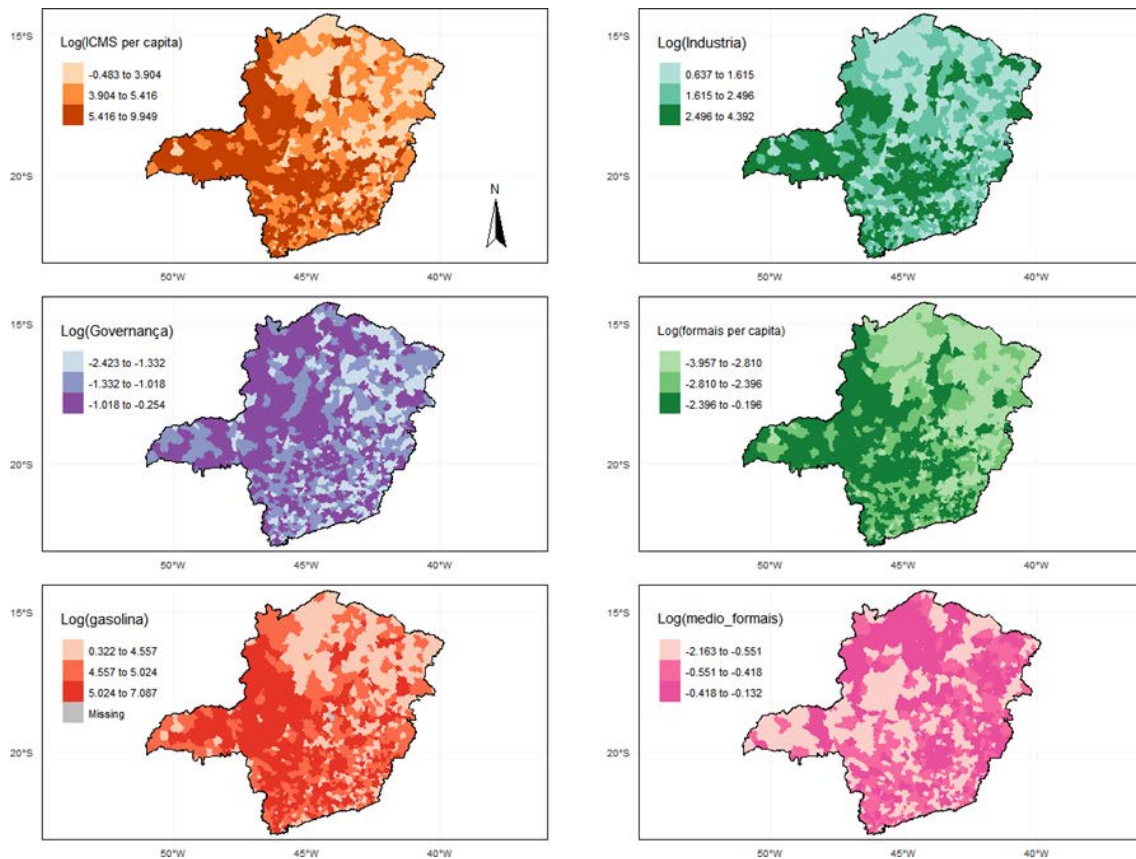 15°S
20°S
Log(ICMS per capita)
-0.483 to 3.904
3.904 to 5.416
5.416 to 9.949
N
50°W
45°W
40°W
15°S
20°S
Log(Industria)
0.637 to 1.615
1.615 to 2.496
2.496 to 4.392
50°W
45°W
40°W
15°S
20°S
Log(Governança)
-2.423 to -1.332
-1.332 to -1.018
-1.018 to -0.254
50°W
45°W
40°W
15°S
20°S
Log(formais per capita)
-3.957 to -2.810
-2.810 to -2.396
-2.396 to -0.196
50°W
45°W
40°W
15°S
20°S
Log(gasolina)
0.322 to 4.557
4.557 to 5.024
5.024 to 7.087
Missing
50°W
45°W
40°W
15°S
20°S
Log(medio_formais)
-2.163 to -0.551
-0.551 to -0.418
-0.418 to -0.132
50°W
45°W
40°W